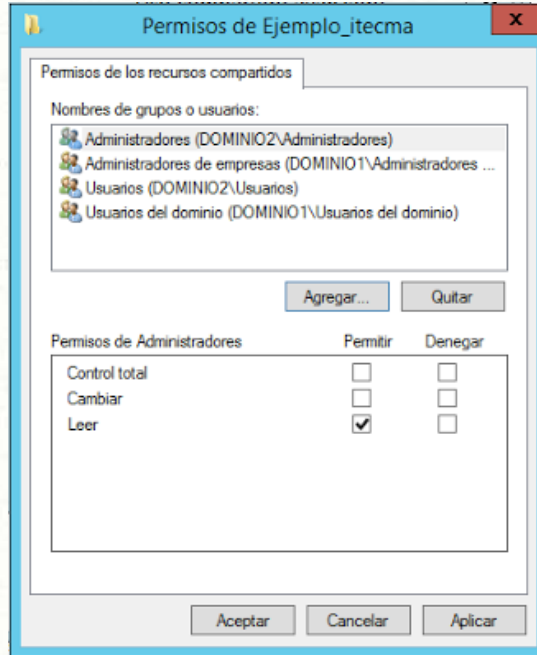 Permisos de Ejemplo_itecma
x
Permisos de los recursos compartidos
Nombres de grupos o usuarios:
Administradores (DOMINIO2\Administradores)
Administradores de empresas (DOMINIO1\Administradores ...
Usuarios (DOMINIO2\Usuarios)
Usuarios del dominio (DOMINIO1\Usuarios del dominio)
Agregar... Quitar
Permisos de Administradores Permitir Denegar
Control total
Cambiar
Leer
Aceptar Cancelar Aplicar